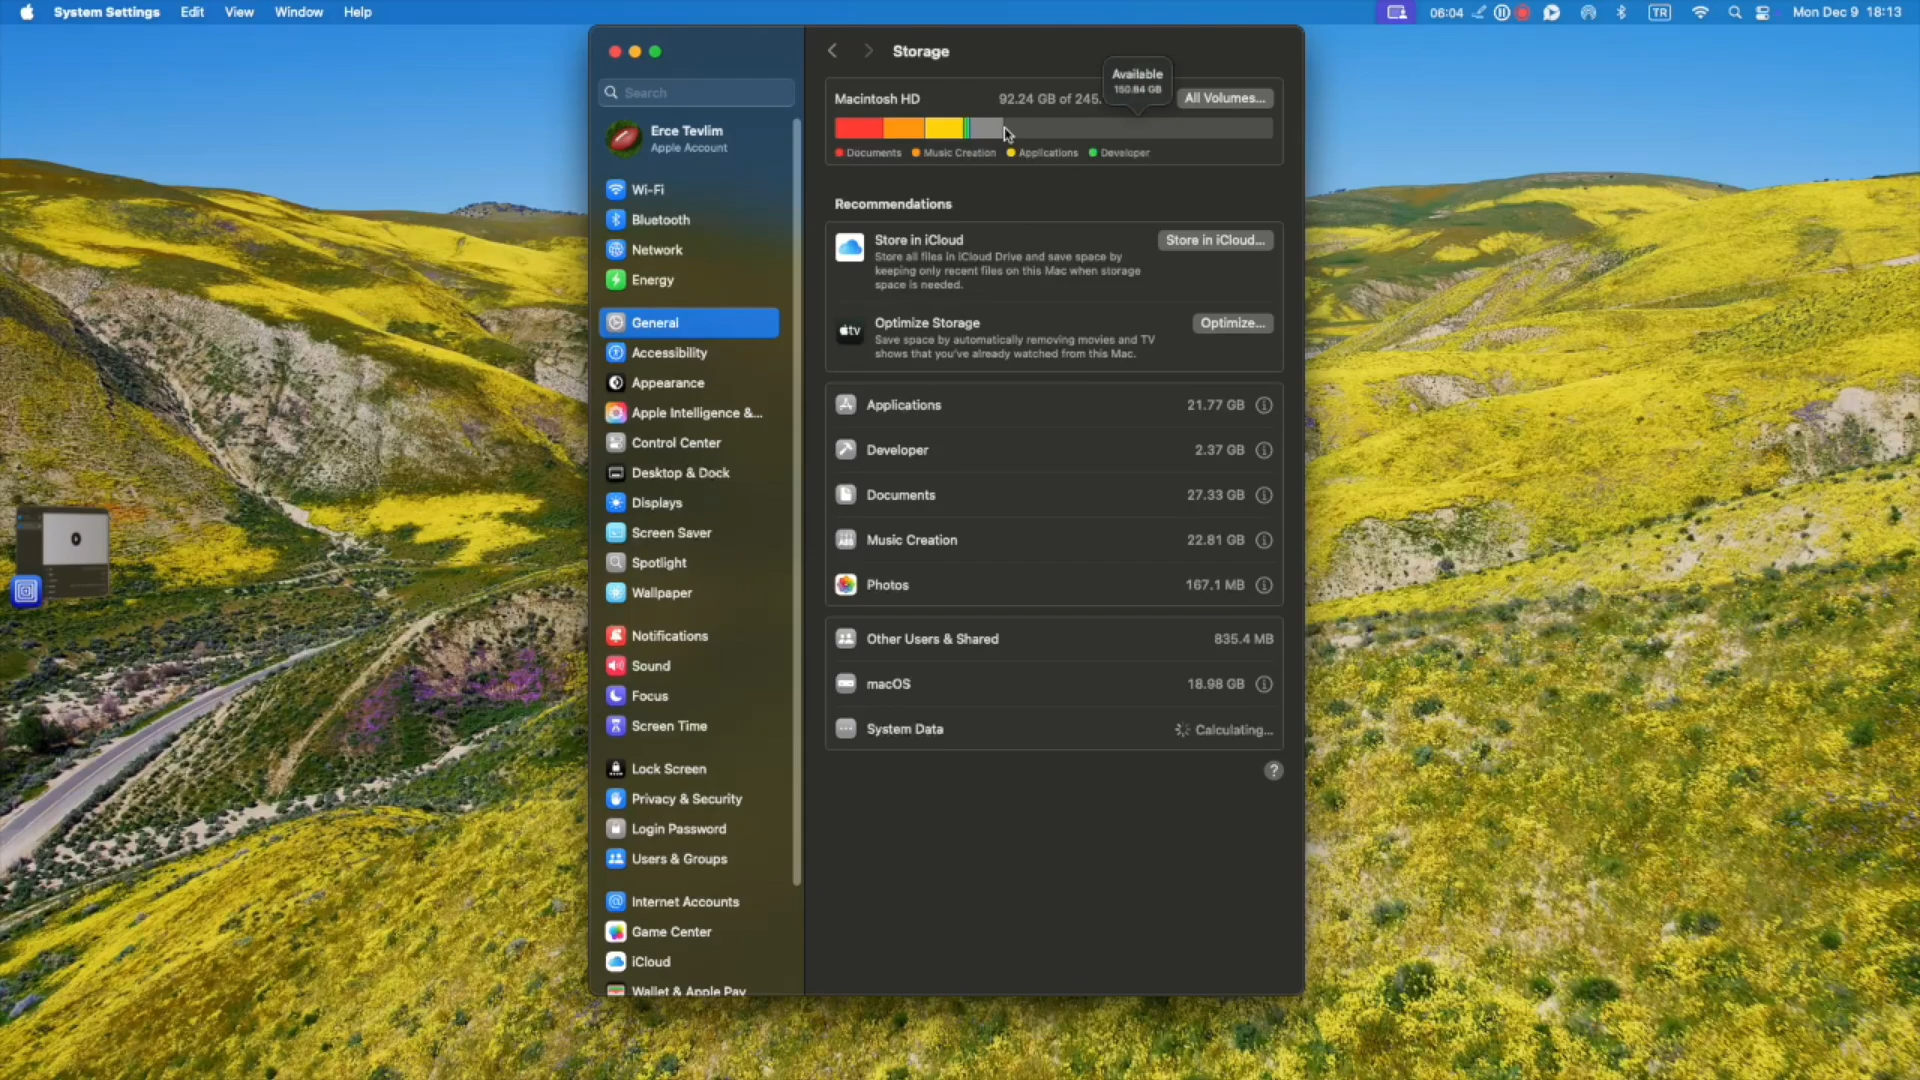 System Settings Edit View Window Help
06:04 TR Mon Dec 9 18:13
Search
Erce Tevlim
Apple Account
Wi-Fi
Bluetooth
Network
Energy
General
Accessibility
Appearance
Apple Intelligence &...
Control Center
Desktop & Dock
Displays
Screen Saver
Spotlight
Wallpaper
Notifications
Sound
Focus
Screen Time
Lock Screen
Privacy & Security
Login Password
Users & Groups
Internet Accounts
Game Center
iCloud
Wallet & Apple Pay
Storage
Available
150.84 GB
Macintosh HD 92.24 GB of 245. All Volumes...
Documents Music Creation Applications Developer
Recommendations
Store in iCloud Store in iCloud...
Store all files in iCloud Drive and save space by
keeping only recent files on this Mac when storage
space is needed.
tv
Optimize Storage Optimize...
Save space by automatically removing movies and TV
shows that you've already watched from this Mac.
Applications 21.77 GB
Developer 2.37 GB
Documents 27.33 GB
Music Creation 22.81 GB
Photos 167.1 MB
Other Users & Shared 835.4 MB
macOS 18.98 GB
System Data Calculating...
?
0